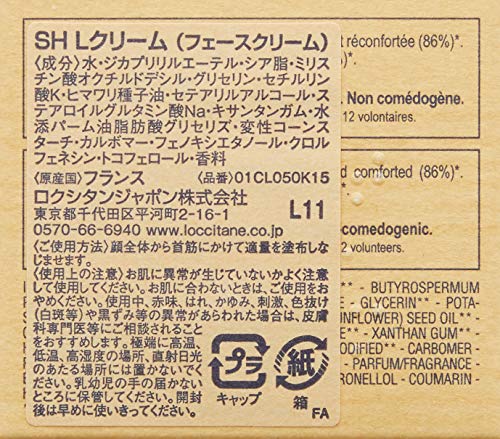 SH Lクリーム(フェースクリーム)
〈成分〉水・ジカプリリルエーテル・シア脂・ミリス
チン酸オクチルドデシル・グリセリン・セチルリン
酸K・ヒマワリ種子油・セテアリルアルコール・ス
テアロイルグルタミン酸Na・キサンタンガム・水
添パーム油脂肪酸グリセリズ・変性コーンス
ターチ・カルボマー・フェノキシエタノール・クロル
フェネシン・トコフェロール・香料
〈原産国〉フランス 〈品番〉01CL050K15
ロクシタンジャポン株式会社
東京都千代田区平河町2-16-1
0570-66-6940 www.loccitane.co.jp
L11
〈ご使用方法〉顔全体から首筋にかけて適量を塗布しな
じませます。
〈使用上の注意〉お肌に異常が生じていないかよく注意
して使用してください。お肌に合わないときは、ご使用を
おやめください。使用中、赤味、はれ、かゆみ、刺激、色抜け
(白斑等)や黒ずみ等の異常があらわれた場合は、皮膚
科専門医等にご相談されること
をおすすめします。極端に高温、
低温、高湿度の場所、直射日光
のあたる場所には置かないでくだ
さい。乳幼児の手の届かない
ところに保管してください。開封
後は早めに使いきってください。
プラ
キャップ
紙
箱
FA
t réconfortée (86%)*.
. Non comédogène.
12 volontaires.
d comforted (86%)*.
comedogenic.
2 volunteers.
** - BUTYROSPERMUM
E - GLYCERIN** - POTA-
NFLOWER) SEED OIL** -
E - XANTHAN GUM** -
ODIFIED** - CARBOMER
- PARFUM/FRAGRANCE-
RONELLOL - COUMARIN -